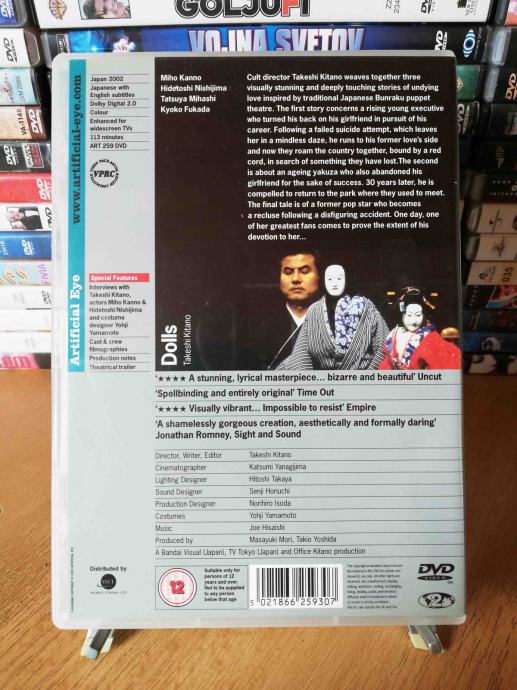 GOLJUFI
VOJNA SVETOV
www.artificial-eye.com
Artificial Eye
Japan 2002
Japanese with
English subtitles
Dolby Digital 2.0
Colour
Enhanced for
widescreen TVs
113 minutes
ART 259 DVD
VPRC
Special Features
Interviews with
Takeshi Kitano,
actors Miho Kanno &
Hidetoshi Nishijima
and costume
designer Yohji
Yamamoto
Cast & crew
filmographies
Production notes
Theatrical trailer
Miho Kanno
Hidetoshi Nishijima
Tatsuya Mihashi
Kyoko Fukada
Cult director Takeshi Kitano weaves together three
visually stunning and deeply touching stories of undying
love inspired by traditional Japanese Bunraku puppet
theatre. The first story concerns a rising young executive
who turned his back on his girlfriend in pursuit of his
career. Following a failed suicide attempt, which leaves
her in a mindless daze, he runs to his former love's side
and now they roam the country together, bound by a red
cord, in search of something they have lost.The second
is about an ageing yakuza who also abandoned his
girlfriend for the sake of success. 30 years later, he is
compelled to return to the park where they used to meet.
The final tale is of a former pop star who becomes
a recluse following a disfiguring accident. One day, one
of her greatest fans comes to prove the extent of his
devotion to her...
Dolls
Takeshi Kitano
'★★★★ A stunning, lyrical masterpiece... bizarre and beautiful' Uncut
'Spellbinding and entirely original' Time Out
'★★★★ Visually vibrant... Impossible to resist' Empire
'A shamelessly gorgeous creation, aesthetically and formally daring'
Jonathan Romney, Sight and Sound
Director, Writer, Editor Takeshi Kitano
Cinematographer Katsumi Yanagijima
Lighting Designer Hitoshi Takaya
Sound Designer Senji Horiuchi
Production Designer Norihiro Isoda
Costumes Yohji Yamamoto
Music Joe Hisaishi
Produced by Masayuki Mori, Takio Yoshida
A Bandai Visual (Japan), TV Tokyo (Japan) and Office Kitano production
Distributed by
WORLD CINEMA LTD
12
Suitable only for
persons of 12
years and over.
Not to be supplied
to any person
below that age
5 021866 259307
DVD
VIDEO
2